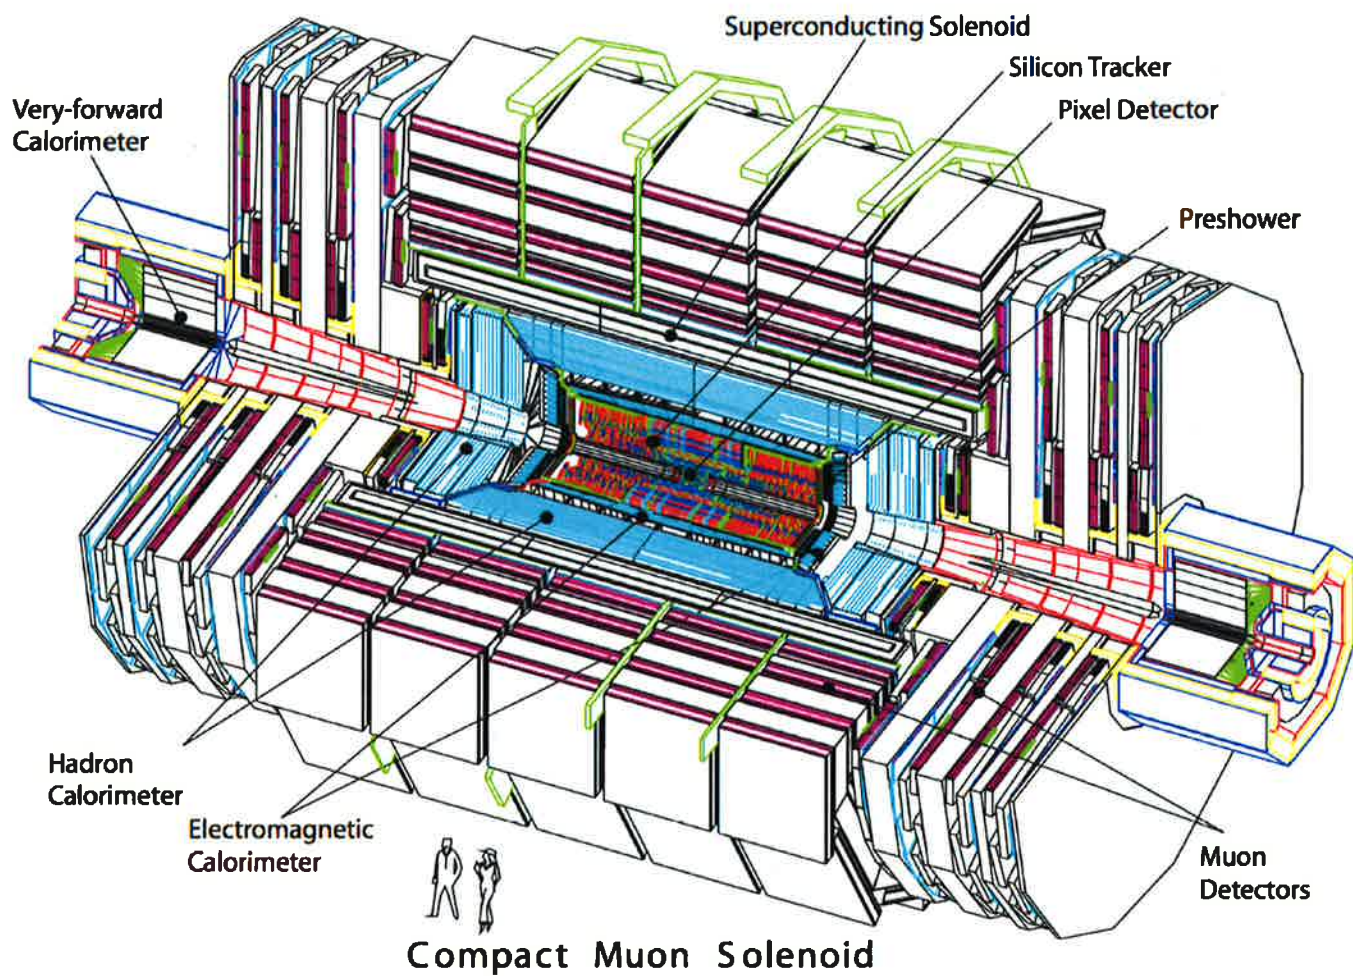 Superconducting Solenoid
Silicon Tracker
Pixel Detector
Very-forward
Calorimeter
Preshower
Hadron
Calorimeter
Electromagnetic
Calorimeter
Muon
Detectors
Compact Muon Solenoid